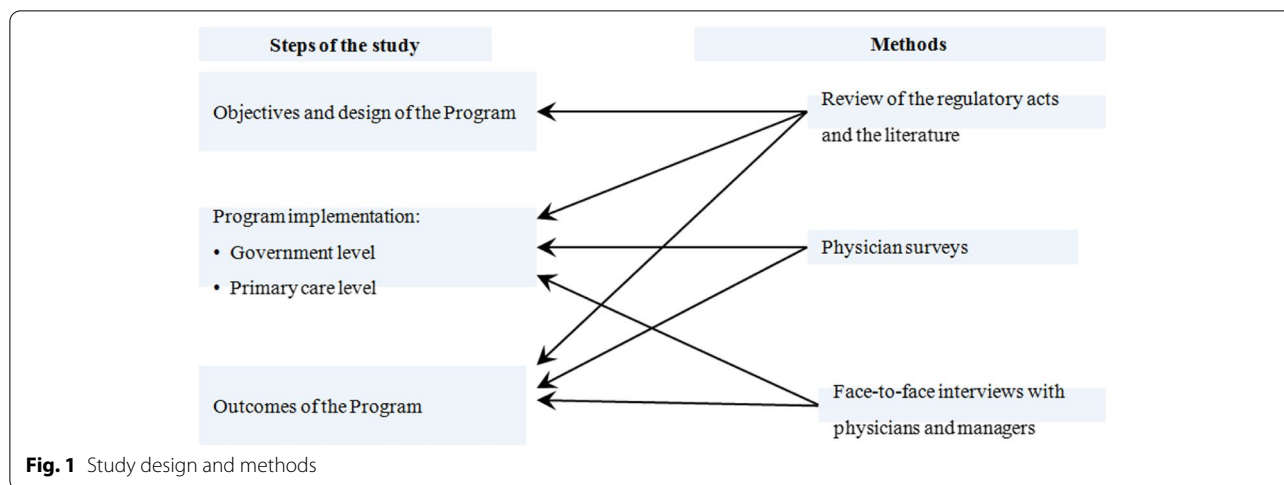 Steps of the study
Methods
Objectives and design of the Program
Review of the regulatory acts
and the literature
Program implementation:
• Government level
• Primary care level
Physician surveys
Outcomes of the Program
Face-to-face interviews with
physicians and managers
Fig. 1 Study design and methods